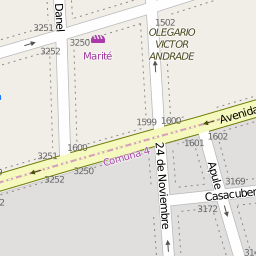 Danel
1502
OLEGARIO
VICTOR
ANDRADE
3251
3252
3250
Marité
1599
1600
Avenida
1601
1602
1600
3251
3252
3250
Comuna 4
24 de Noviembre
Apule
3169
Casacuber
3172